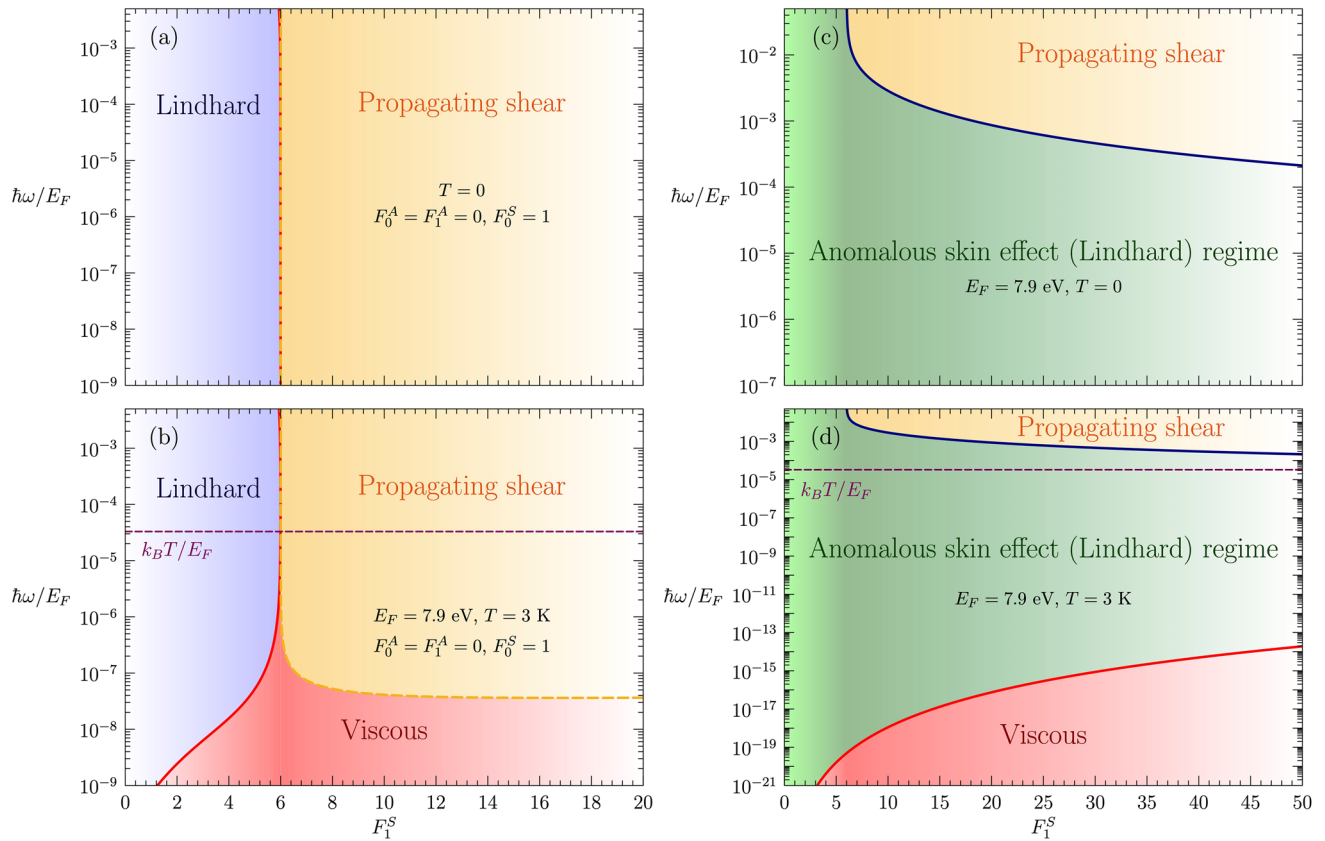 (a)
Lindhard
Propagating shear
T = 0
F_0^A = F_1^A = 0, F_0^S = 1
ħω/E_F
10^{-3}
10^{-4}
10^{-5}
10^{-6}
10^{-7}
10^{-8}
10^{-9}
(b)
Lindhard
Propagating shear
k_BT/E_F
E_F = 7.9 eV, T = 3 K
F_0^A = F_1^A = 0, F_0^S = 1
Viscous
ħω/E_F
10^{-3}
10^{-4}
10^{-5}
10^{-6}
10^{-7}
10^{-8}
10^{-9}
0 2 4 6 8 10 12 14 16 18 20
F_1^S
(c)
Propagating shear
Anomalous skin effect (Lindhard) regime
E_F = 7.9 eV, T = 0
ħω/E_F
10^{-2}
10^{-3}
10^{-4}
10^{-5}
10^{-6}
10^{-7}
(d)
Propagating shear
k_BT/E_F
Anomalous skin effect (Lindhard) regime
E_F = 7.9 eV, T = 3 K
Viscous
ħω/E_F
10^{-3}
10^{-5}
10^{-7}
10^{-9}
10^{-11}
10^{-13}
10^{-15}
10^{-17}
10^{-19}
10^{-21}
0 5 10 15 20 25 30 35 40 45 50
F_1^S